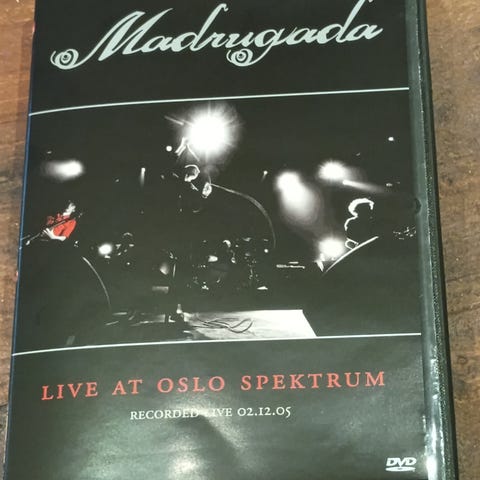 Madrugada
LIVE AT OSLO SPEKTRUM
RECORDED LIVE 02.12.05
DVD